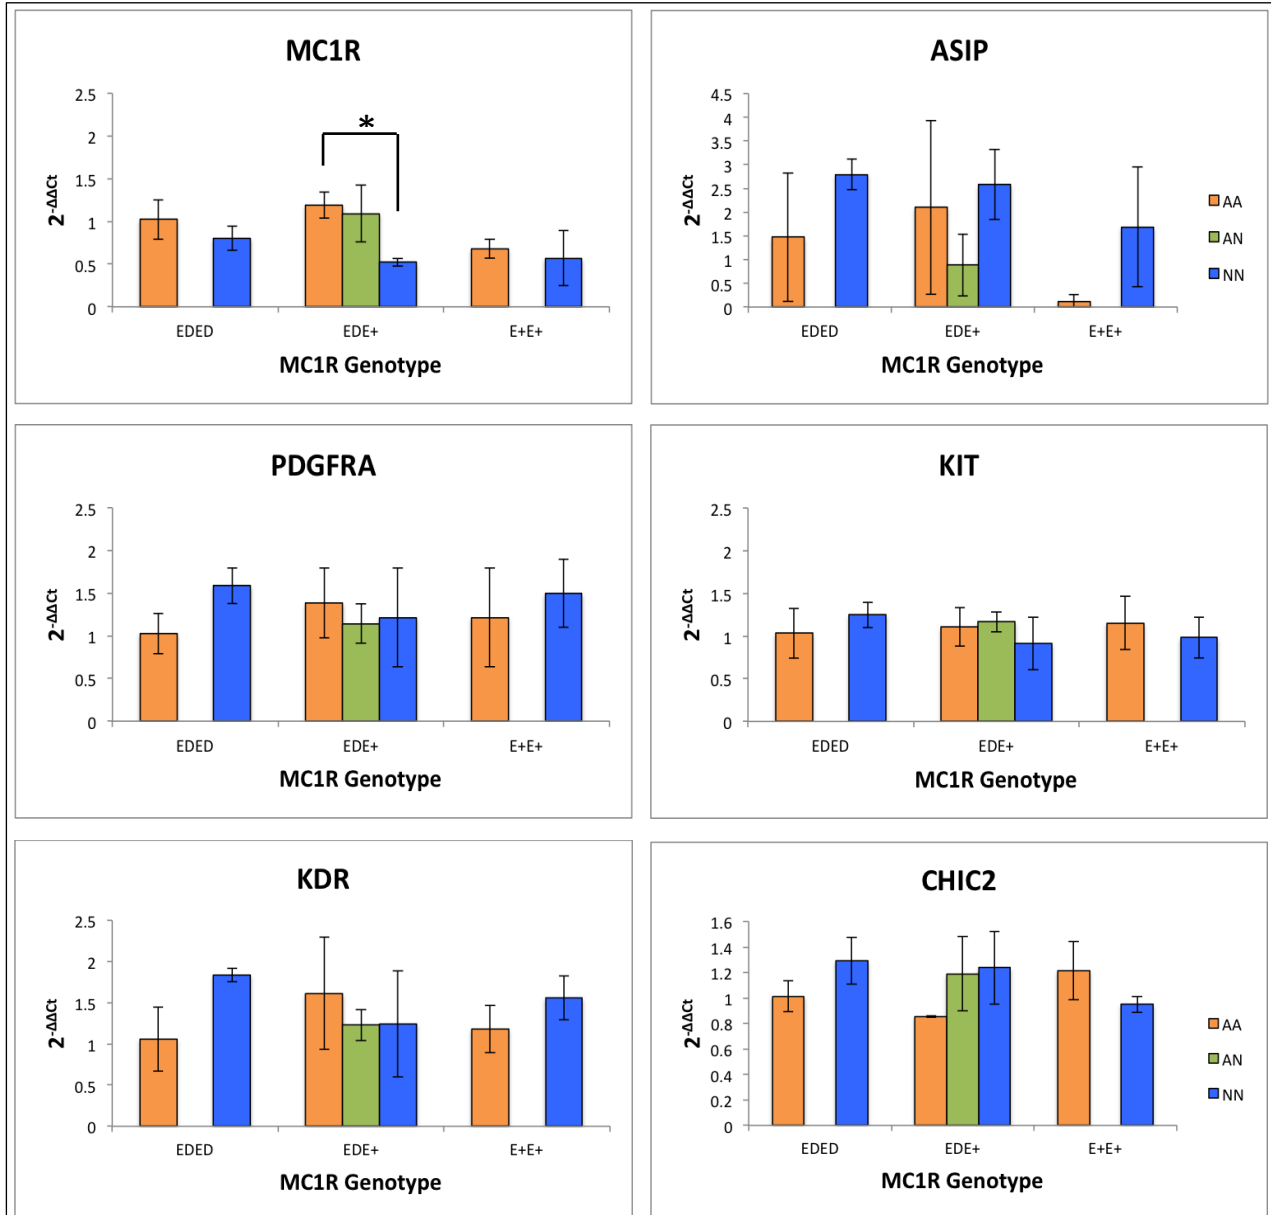 MC1R
2.5
2
1.5
1
0.5
0
2-ΔΔCt
*
EDED EDE+ E+E+
MC1R Genotype
ASIP
4.5
4
3.5
3
2.5
2
1.5
1
0.5
0
2-ΔΔCt
EDED EDE+ E+E+
MC1R Genotype
AA
AN
NN
PDGFRA
2.5
2
1.5
1
0.5
0
2-ΔΔCt
EDED EDE+ E+E+
MC1R Genotype
KIT
2.5
2
1.5
1
0.5
0
2-ΔΔCt
EDED EDE+ E+E+
MC1R Genotype
KDR
2.5
2
1.5
1
0.5
0
2-ΔΔCt
EDED EDE+ E+E+
MC1R Genotype
CHIC2
1.6
1.4
1.2
1
0.8
0.6
0.4
0.2
0
2-ΔΔCt
EDED EDE+ E+E+
MC1R Genotype
AA
AN
NN